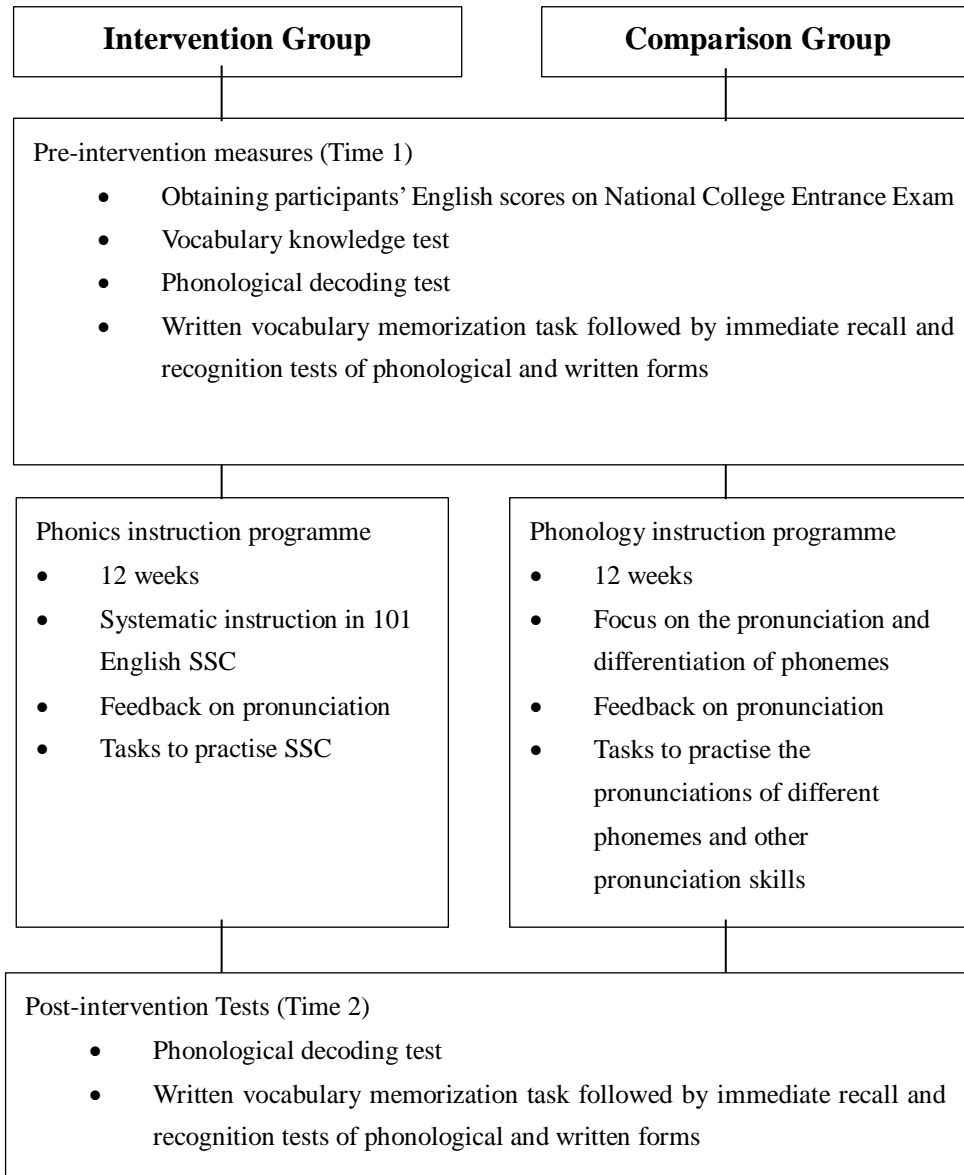 Intervention Group
Comparison Group
Pre-intervention measures (Time 1)
• Obtaining participants’ English scores on National College Entrance Exam
• Vocabulary knowledge test
• Phonological decoding test
• Written vocabulary memorization task followed by immediate recall and
recognition tests of phonological and written forms
Phonics instruction programme
• 12 weeks
• Systematic instruction in 101
English SSC
• Feedback on pronunciation
• Tasks to practise SSC
Phonology instruction programme
• 12 weeks
• Focus on the pronunciation and
differentiation of phonemes
• Feedback on pronunciation
• Tasks to practise the
pronunciations of different
phonemes and other
pronunciation skills
Post-intervention Tests (Time 2)
• Phonological decoding test
• Written vocabulary memorization task followed by immediate recall and
recognition tests of phonological and written forms